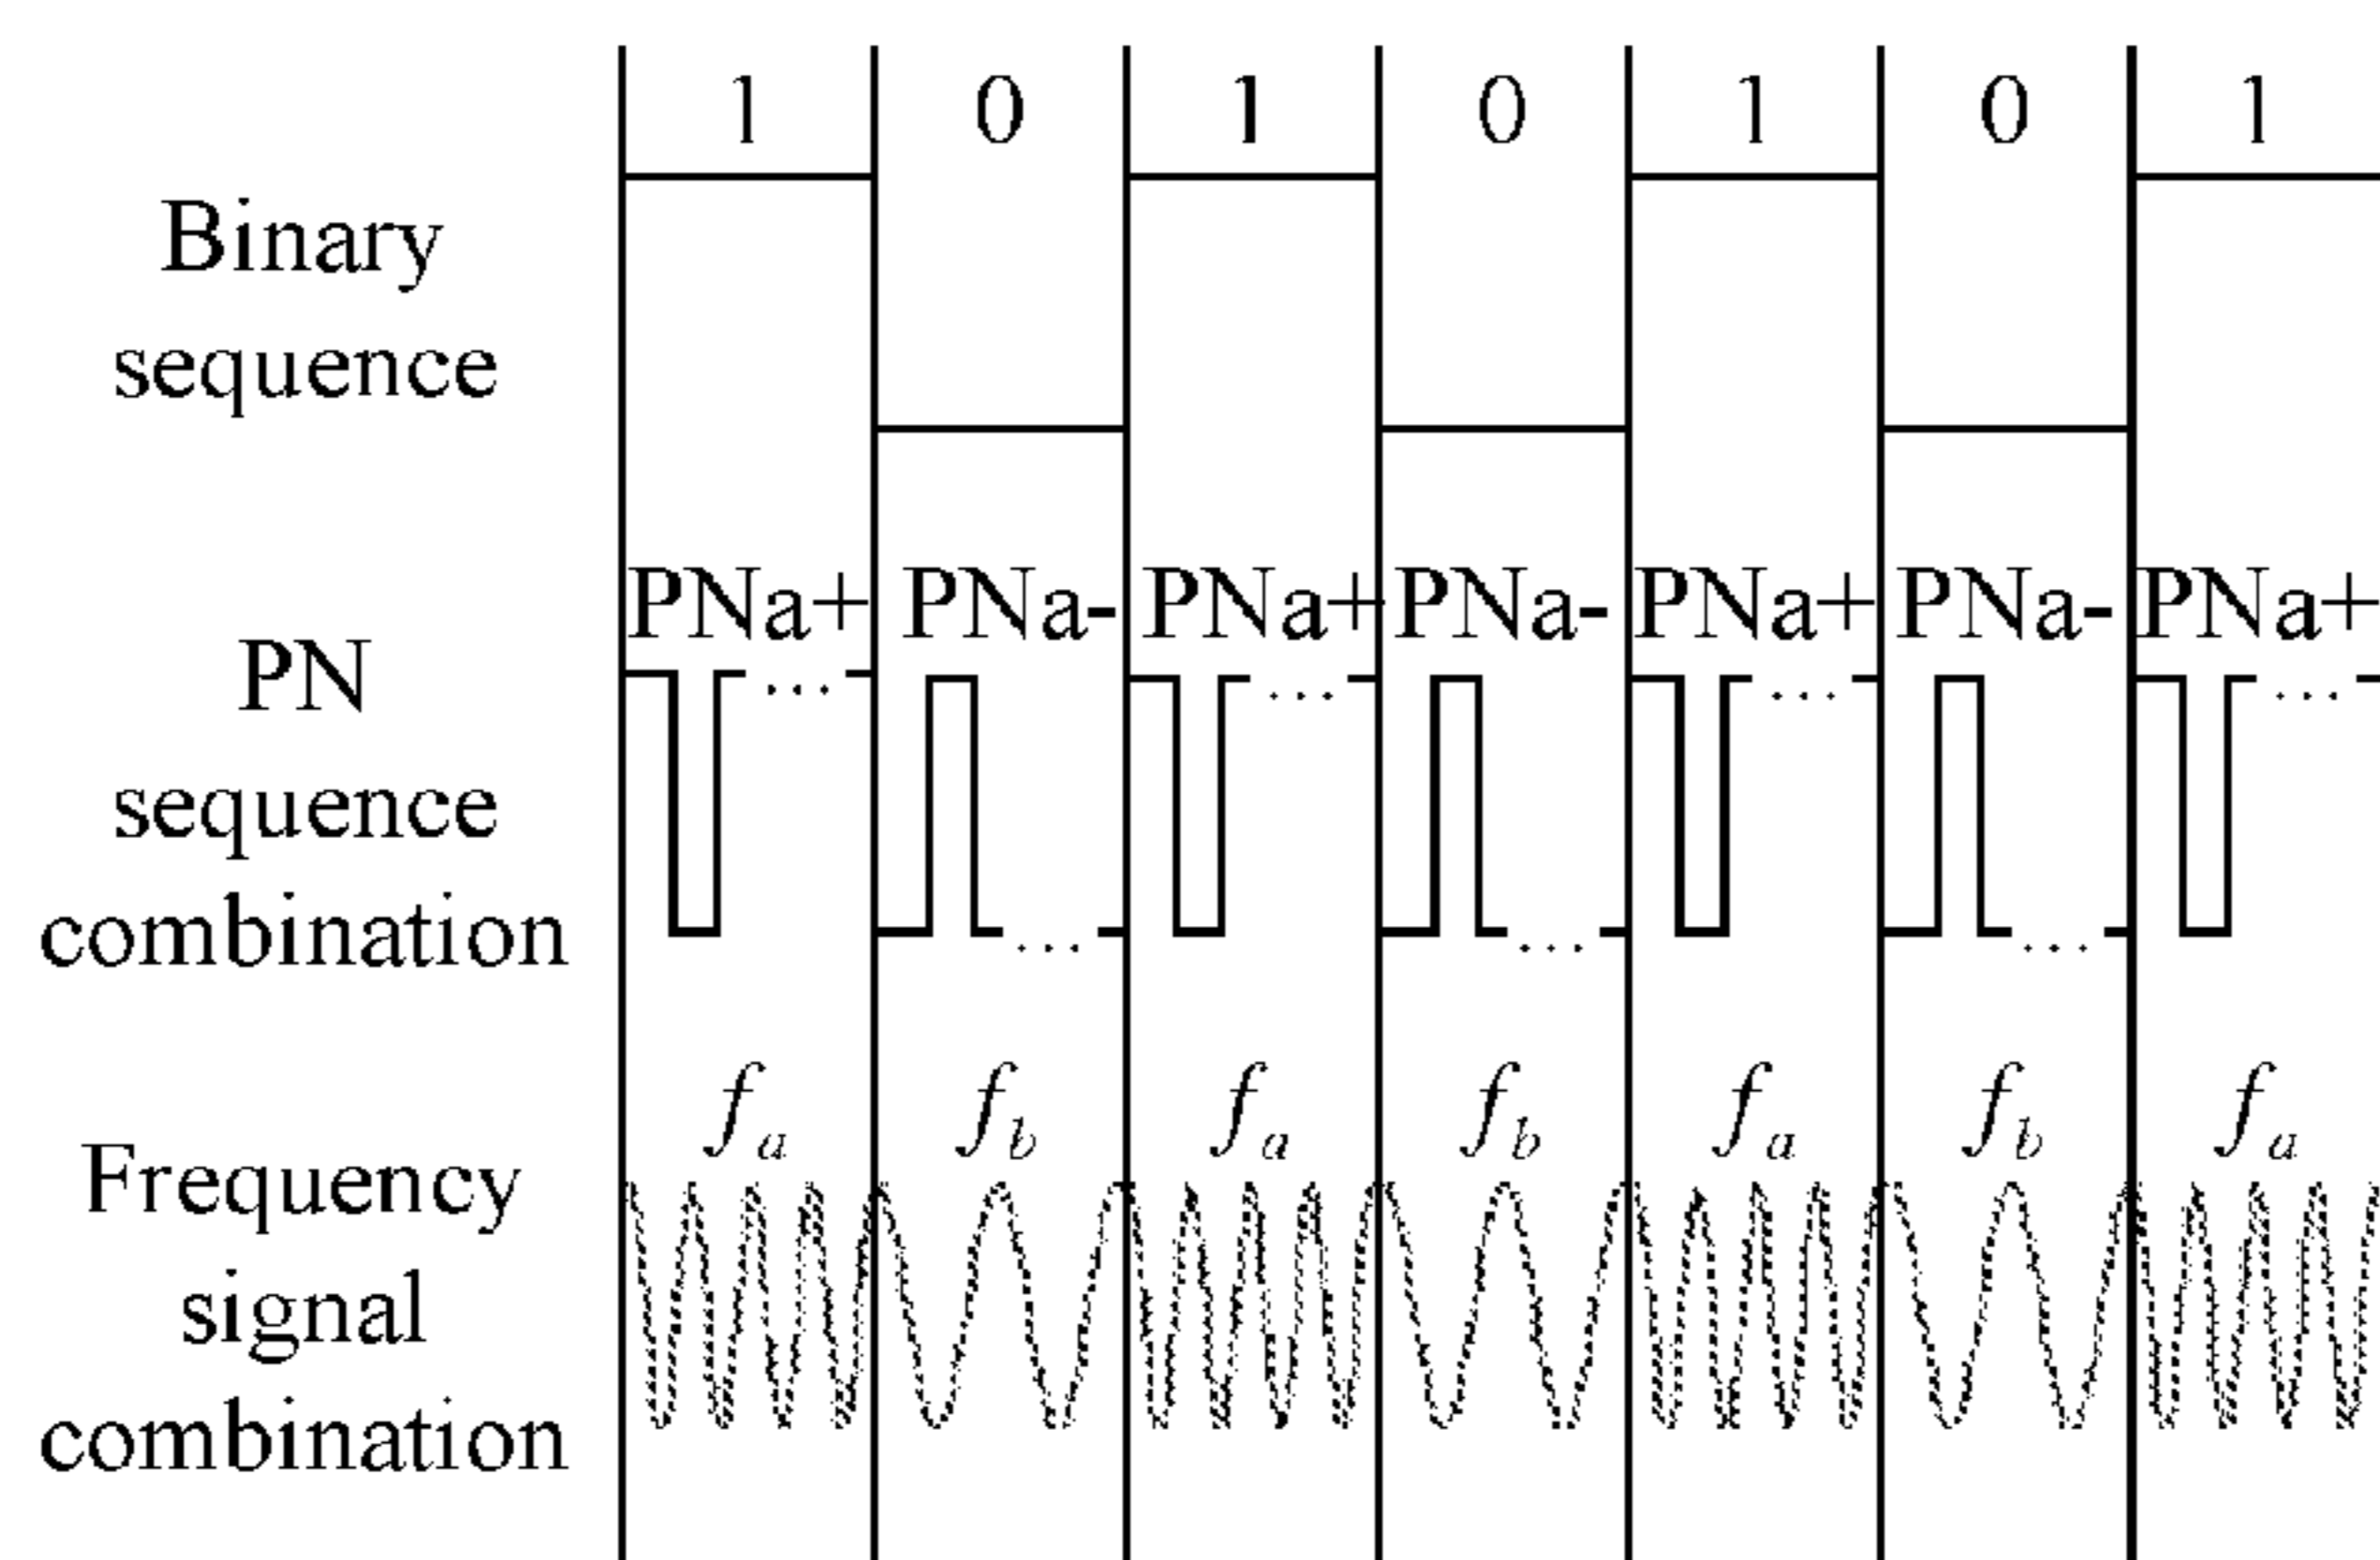 1 0 1 0 1 0 1
Binary
sequence
PNa+ PNa- PNa+ PNa- PNa+ PNa- PNa+
PN
sequence
combination
... ... ... ... ... ... ...
fa fb fa fb fa fb fa
Frequency
signal
combination